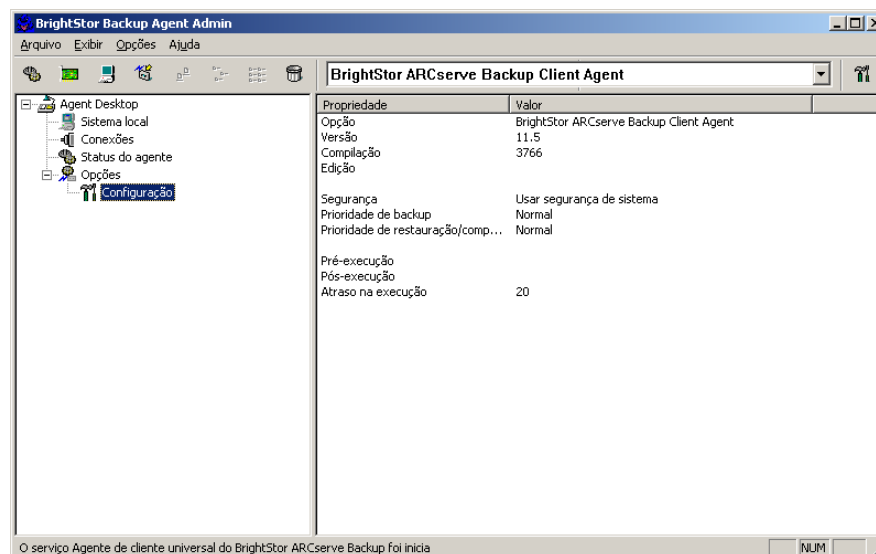 BrightStor Backup Agent Admin
Arquivo Exibir Opções Ajuda
BrightStor ARCserve Backup Client Agent
Agent Desktop
Sistema local
Conexões
Status do agente
Opções
Configuração
Propriedade Valor
Opção BrightStor ARCserve Backup Client Agent
Versão 11.5
Compilação 3766
Edição
Segurança Usar segurança de sistema
Prioridade de backup Normal
Prioridade de restauração/comp... Normal
Pré-execução
Pós-execução
Atraso na execução 20
O serviço Agente de cliente universal do BrightStor ARCserve Backup foi inicia
NUM